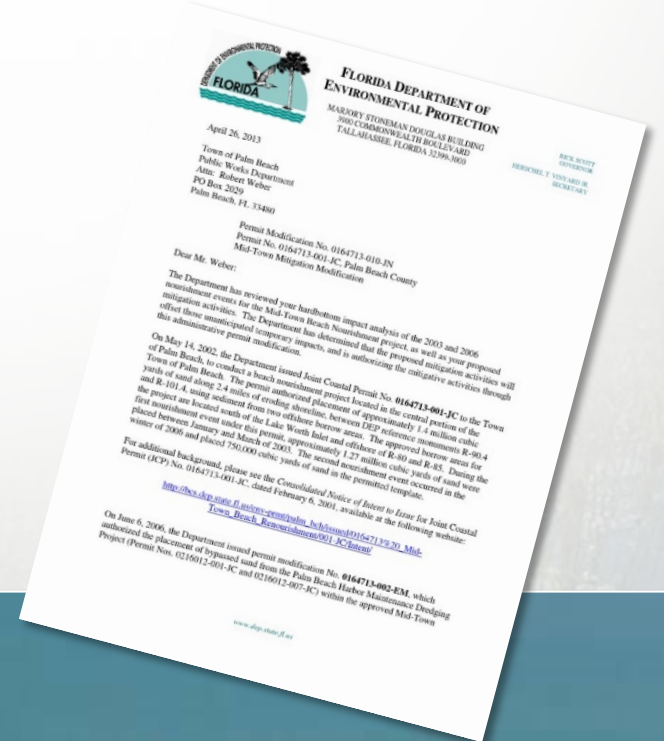 DEPARTMENT OF ENVIRONMENTAL PROTECTION
FLORIDA
FLORIDA DEPARTMENT OF
ENVIRONMENTAL PROTECTION
MARJORY STONEMAN DOUGLAS BUILDING
3900 COMMONWEALTH BOULEVARD
TALLAHASSEE, FLORIDA 32399-3000
RICK SCOTT
GOVERNOR
HERSCHEL T. VINYARD JR.
SECRETARY
April 26, 2013
Town of Palm Beach
Public Works Department
Attn: Robert Weber
PO Box 2029
Palm Beach, FL 33480
Permit Modification No. 0164713-010-JN
Permit No. 0164713-001-JC, Palm Beach County
Mid-Town Mitigation Modification
Dear Mr. Weber:
The Department has reviewed your hardbottom impact analysis of the 2003 and 2006
nourishment events for the Mid-Town Beach Nourishment project, as well as your proposed
mitigation activities. The Department has determined that the proposed mitigation activities will
offset those unanticipated temporary impacts, and is authorizing the mitigative activities through
this administrative permit modification.
On May 14, 2002, the Department issued Joint Coastal Permit No. 0164713-001-JC to the Town
of Palm Beach, to conduct a beach nourishment project located in the central portion of the
Town of Palm Beach. The permit authorized placement of approximately 1.4 million cubic
yards of sand along 2.4 miles of eroding shoreline, between DEP reference monuments R-90.4
and R-101.4, using sediment from two offshore borrow areas. The approved borrow areas for
the project are located south of the Lake Worth Inlet and offshore of R-80 and R-85. During the
first nourishment event under this permit, approximately 1.27 million cubic yards of sand were
placed between January and March of 2003. The second nourishment event occurred in the
winter of 2006 and placed 750,000 cubic yards of sand in the permitted template.
For additional background, please see the Consolidated Notice of Intent to Issue for Joint Coastal
Permit (JCP) No. 0164713-001-JC, dated February 6, 2001, available at the following website:
http://bcs.dep.state.fl.us/env-prmt/palm_bch/issued/0164713%20_Mid-
Town_Beach_Renourishment/001-JC/Intent/
On June 6, 2006, the Department issued permit modification No. 0164713-002-EM, which
authorized the placement of bypassed sand from the Palm Beach Harbor Maintenance Dredging
Project (Permit Nos. 0216012-001-JC and 0216012-007-JC) within the approved Mid-Town
www.dep.state.fl.us